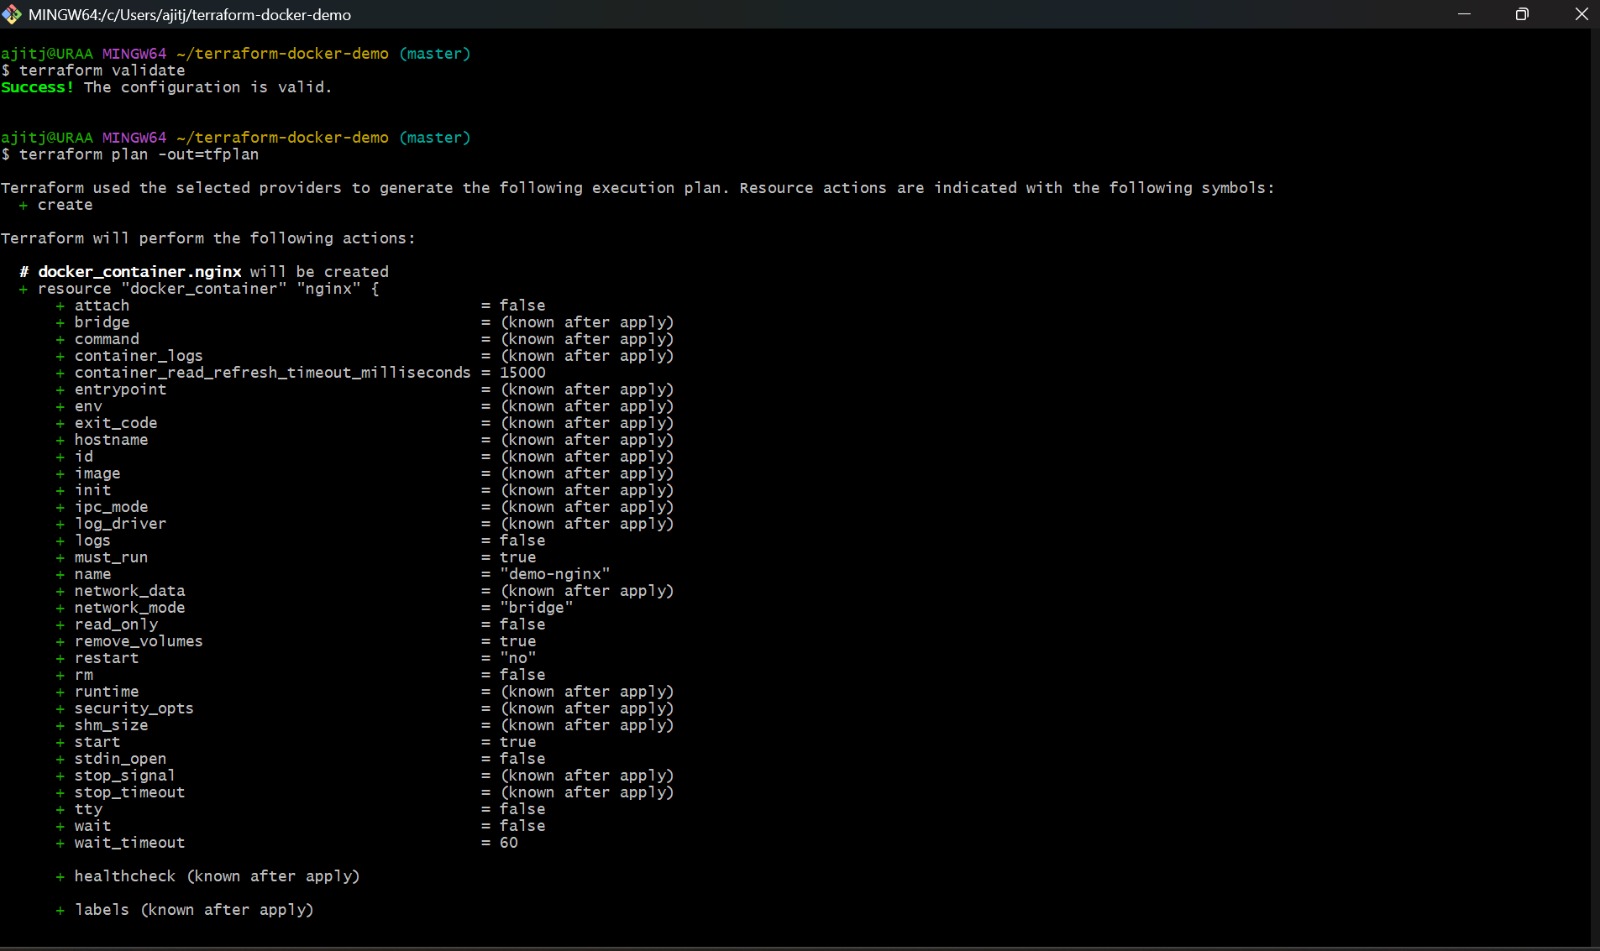 MINGW64:/c/Users/ajitj/terraform-docker-demo
ajitj@URAA MINGW64 ~/terraform-docker-demo (master)
$ terraform validate
Success! The configuration is valid.
ajitj@URAA MINGW64 ~/terraform-docker-demo (master)
$ terraform plan -out=tfplan
Terraform used the selected providers to generate the following execution plan. Resource actions are indicated with the following symbols:
+ create
Terraform will perform the following actions:
# docker_container.nginx will be created
+ resource "docker_container" "nginx" {
+ attach = false
+ bridge = (known after apply)
+ command = (known after apply)
+ container_logs = (known after apply)
+ container_read_refresh_timeout_milliseconds = 15000
+ entrypoint = (known after apply)
+ env = (known after apply)
+ exit_code = (known after apply)
+ hostname = (known after apply)
+ id = (known after apply)
+ image = (known after apply)
+ init = (known after apply)
+ ipc_mode = (known after apply)
+ log_driver = (known after apply)
+ logs = false
+ must_run = true
+ name = "demo-nginx"
+ network_data = (known after apply)
+ network_mode = "bridge"
+ read_only = false
+ remove_volumes = true
+ restart = "no"
+ rm = false
+ runtime = (known after apply)
+ security_opts = (known after apply)
+ shm_size = (known after apply)
+ start = true
+ stdin_open = false
+ stop_signal = (known after apply)
+ stop_timeout = (known after apply)
+ tty = false
+ wait = false
+ wait_timeout = 60
+ healthcheck (known after apply)
+ labels (known after apply)